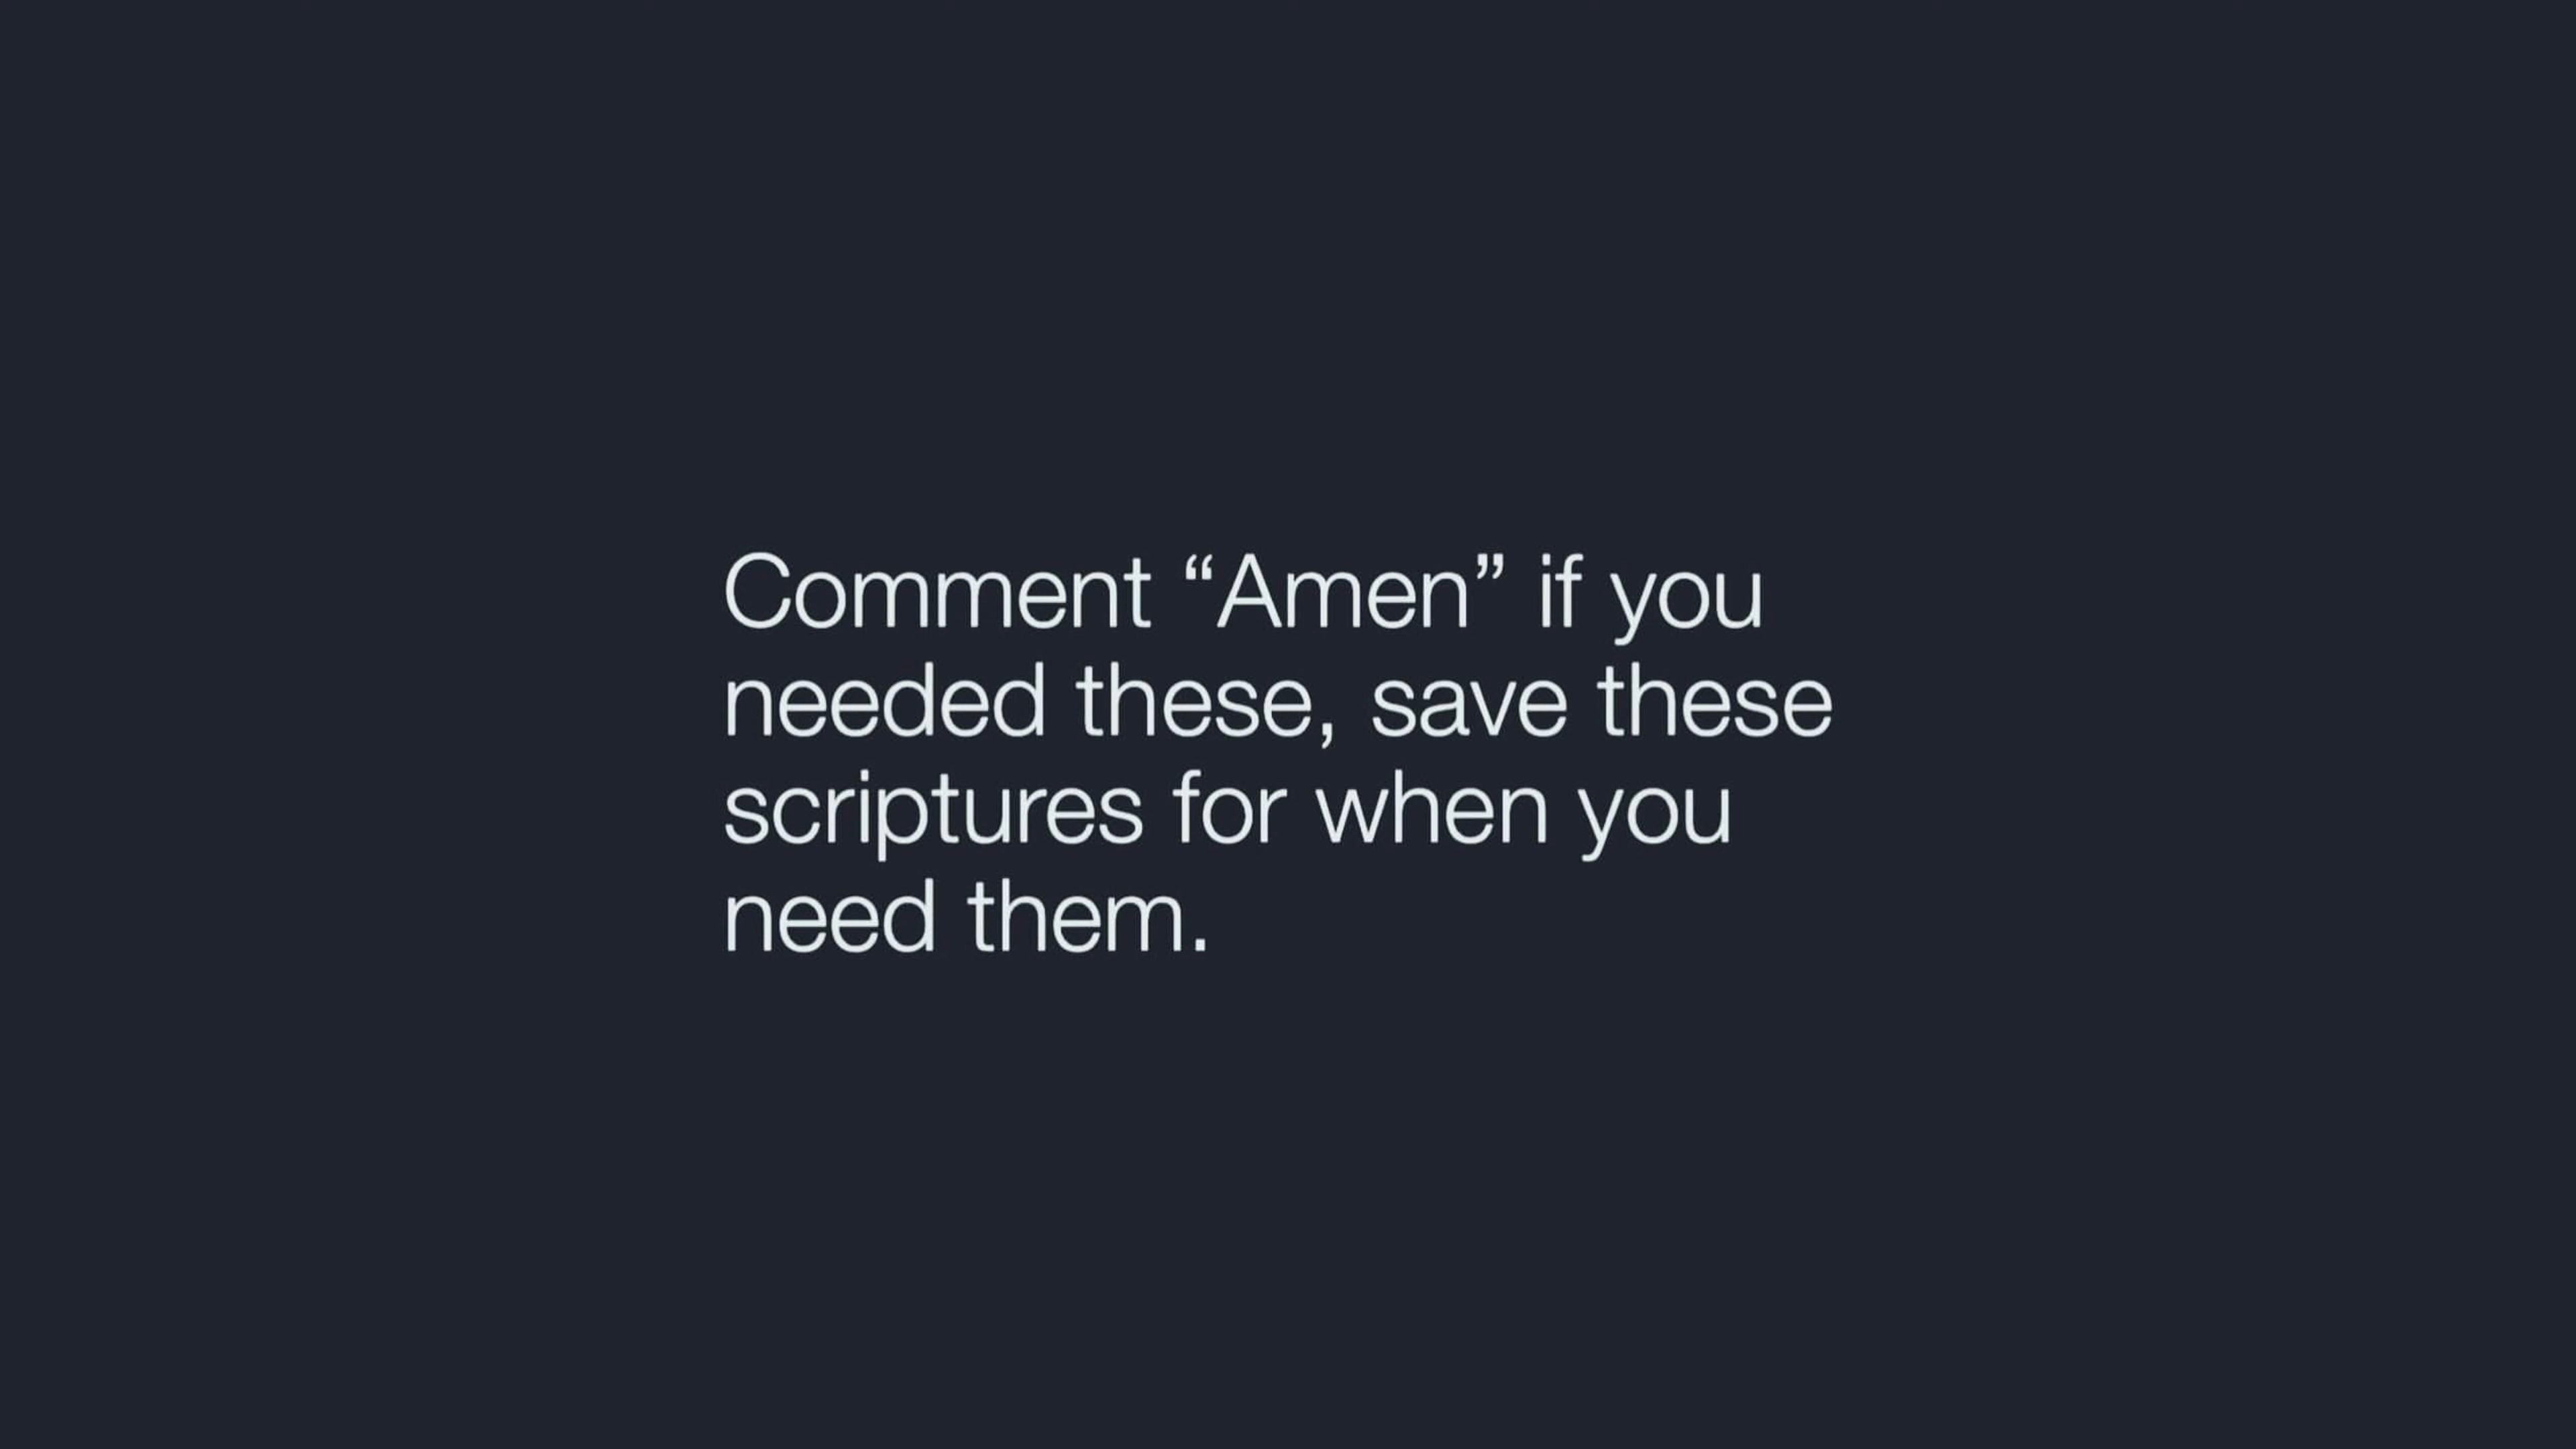 Comment “Amen” if you
needed these, save these
scriptures for when you
need them.